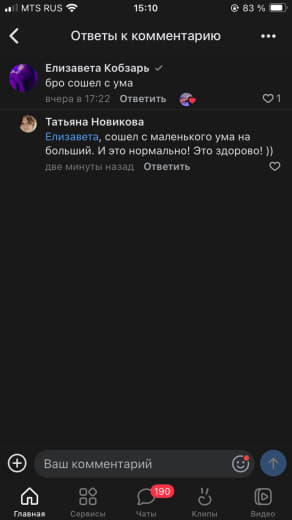 MTS RUS 15:10 83 %
Ответы к комментарию
Елизавета Кобзарь
бро сошел с ума
вчера в 17:22 Ответить 1
Татьяна Новикова
Елизавета, сошел с маленького ума на
больший. И это нормально! Это здорово! ))
две минуты назад Ответить
Ваш комментарий
190
Главная Сервисы Чаты Клипы Видео